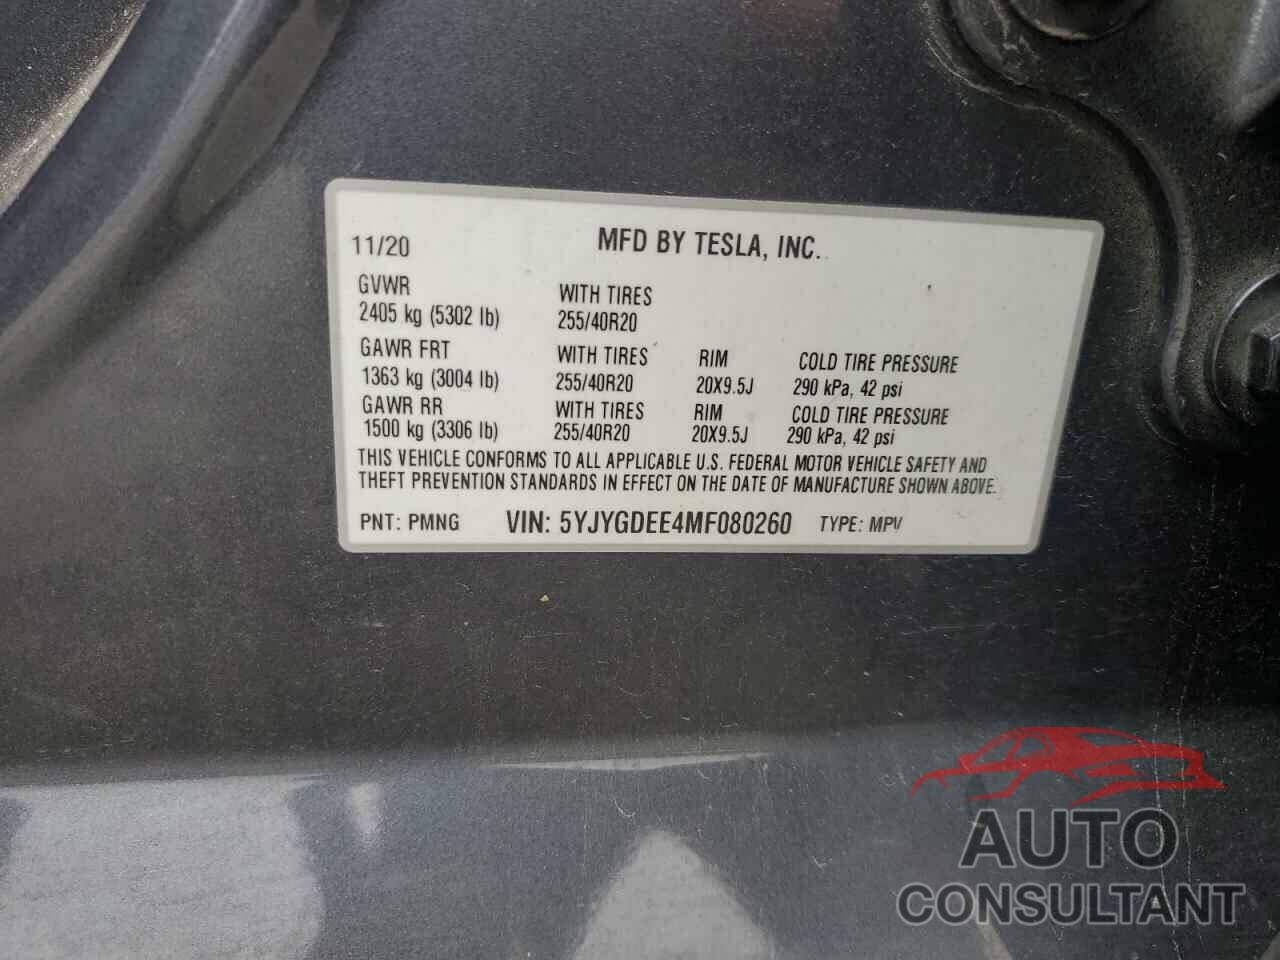 11/20 MFD BY TESLA, INC.
GVWR WITH TIRES
2405 kg (5302 lb) 255/40R20
GAWR FRT WITH TIRES RIM COLD TIRE PRESSURE
1363 kg (3004 lb) 255/40R20 20X9.5J 290 kPa, 42 psi
GAWR RR WITH TIRES RIM COLD TIRE PRESSURE
1500 kg (3306 lb) 255/40R20 20X9.5J 290 kPa, 42 psi
THIS VEHICLE CONFORMS TO ALL APPLICABLE U.S. FEDERAL MOTOR VEHICLE SAFETY AND
THEFT PREVENTION STANDARDS IN EFFECT ON THE DATE OF MANUFACTURE SHOWN ABOVE.
PNT: PMNG VIN: 5YJYGDEE4MF080260 TYPE: MPV
AUTO
CONSULTANT